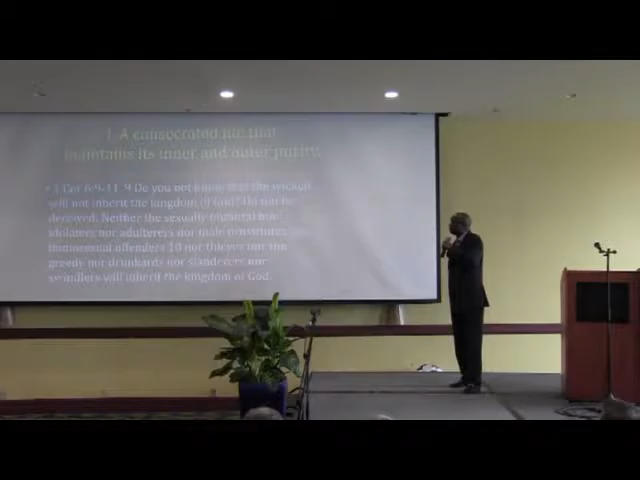 1 A consecrated life that
maintains its inner and outer purity.
• 1 Cor 6:9-11 9 Do you not know that the wicked
will not inherit the kingdom of God? Do not be
deceived: Neither the sexually immoral nor
idolaters nor adulterers nor male prostitutes nor
homosexual offenders 10 nor thieves nor the
greedy nor drunkards nor slanderers nor
swindlers will inherit the kingdom of God.